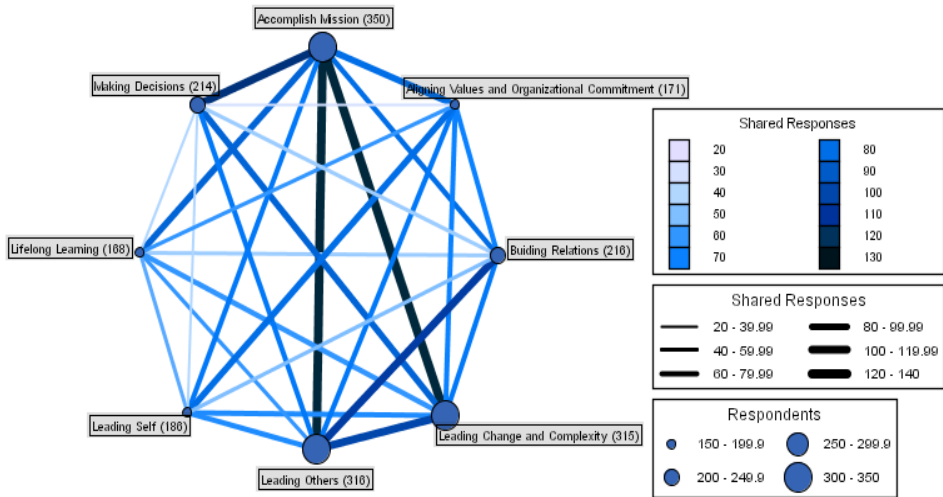 Accomplish Mission (350)
Making Decisions (214)
Aligning Values and Organizational Commitment (171)
Lifelong Learning (168)
Buiding Relations (216)
Leading Self (186)
Leading Change and Complexity (315)
Leading Others (316)
Shared Responses
20 80
30 90
40 100
50 110
60 120
70 130
Shared Responses
20 - 39.99 80 - 99.99
40 - 59.99 100 - 119.99
60 - 79.99 120 - 140
Respondents
150 - 199.9 250 - 299.9
200 - 249.9 300 - 350